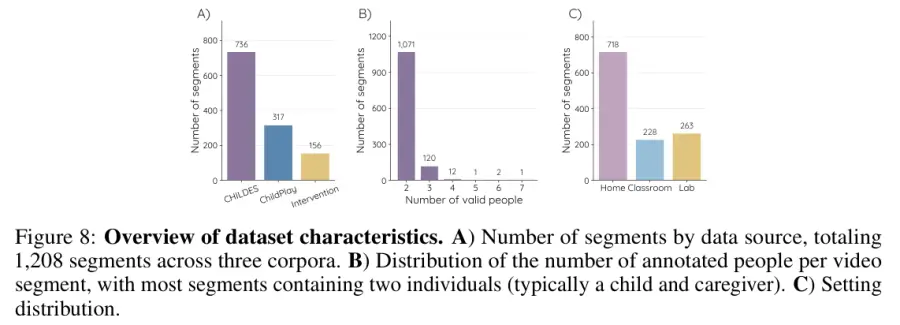 A)
Number of segments
800
600
400
200
0
736
317
156
CHILDES
ChildPlay
Intervention
B)
Number of segments
1200
900
600
300
0
1,071
120
12
1
2
1
2 3 4 5 6 7
Number of valid people
C)
Number of segments
800
600
400
200
0
718
228
263
Home Classroom Lab
Figure 8: Overview of dataset characteristics. A) Number of segments by data source, totaling
1,208 segments across three corpora. B) Distribution of the number of annotated people per video
segment, with most segments containing two individuals (typically a child and caregiver). C) Setting
distribution.